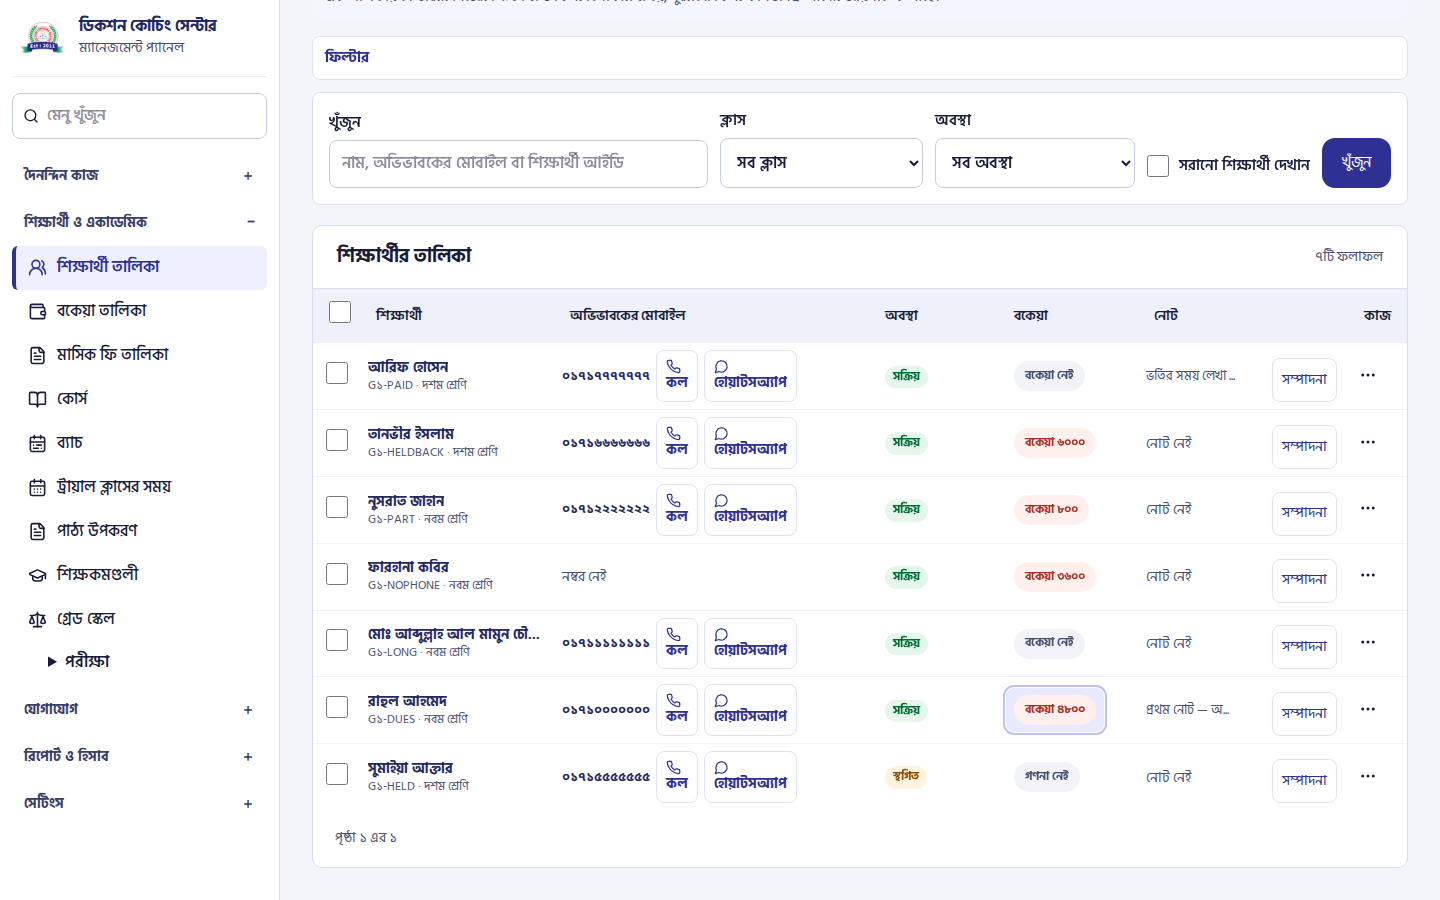 ডিকশন কোচিং সেন্টার
ম্যানেজমেন্ট প্যানেল
Est : 2011
মেনু খুঁজুন
দৈনন্দিন কাজ +
শিক্ষার্থী ও একাডেমিক −
শিক্ষার্থী তালিকা
বকেয়া তালিকা
মাসিক ফি তালিকা
কোর্স
ব্যাচ
ট্রায়াল ক্লাসের সময়
পাঠ্য উপকরণ
শিক্ষকমণ্ডলী
গ্রেড স্কেল
পরীক্ষা
যোগাযোগ +
রিপোর্ট ও হিসাব +
সেটিংস +
ফিল্টার
খুঁজুন ক্লাস অবস্থা
নাম, অভিভাবকের মোবাইল বা শিক্ষার্থী আইডি সব ক্লাস সব অবস্থা সরানো শিক্ষার্থী দেখান খুঁজুন
শিক্ষার্থীর তালিকা ৭টি ফলাফল
শিক্ষার্থী অভিভাবকের মোবাইল অবস্থা বকেয়া নোট কাজ
আরিফ হোসেন
G১-PAID · দশম শ্রেণি
০১৭১৭৭৭৭৭৭৭ কল হোয়াটসঅ্যাপ সক্রিয় বকেয়া নেই ভর্তির সময় লেখা ... সম্পাদনা ...
তানভীর ইসলাম
G১-HELDBACK · দশম শ্রেণি
০১৭১৬৬৬৬৬৬৬ কল হোয়াটসঅ্যাপ সক্রিয় বকেয়া ৬০০০ নোট নেই সম্পাদনা ...
নুসরাত জাহান
G১-PART · নবম শ্রেণি
০১৭১২২২২২২২ কল হোয়াটসঅ্যাপ সক্রিয় বকেয়া ৮০০ নোট নেই সম্পাদনা ...
ফারহানা কবির
G১-NOPHONE · নবম শ্রেণি
নম্বর নেই সক্রিয় বকেয়া ৩৬০০ নোট নেই সম্পাদনা ...
মোঃ আব্দুল্লাহ আল মামুন চৌ...
G১-LONG · নবম শ্রেণি
০১৭১১১১১১১১ কল হোয়াটসঅ্যাপ সক্রিয় বকেয়া নেই নোট নেই সম্পাদনা ...
রাহুল আহমেদ
G১-DUES · নবম শ্রেণি
০১৭১০০০০০০০ কল হোয়াটসঅ্যাপ সক্রিয় বকেয়া ৪৮০০ প্রথম নোট — অ... সম্পাদনা ...
সুমাইয়া আক্তার
G১-HELD · দশম শ্রেণি
০১৭১৫৫৫৫৫৫৫ কল হোয়াটসঅ্যাপ স্থগিত গণনা নেই নোট নেই সম্পাদনা ...
পৃষ্ঠা ১ এর ১